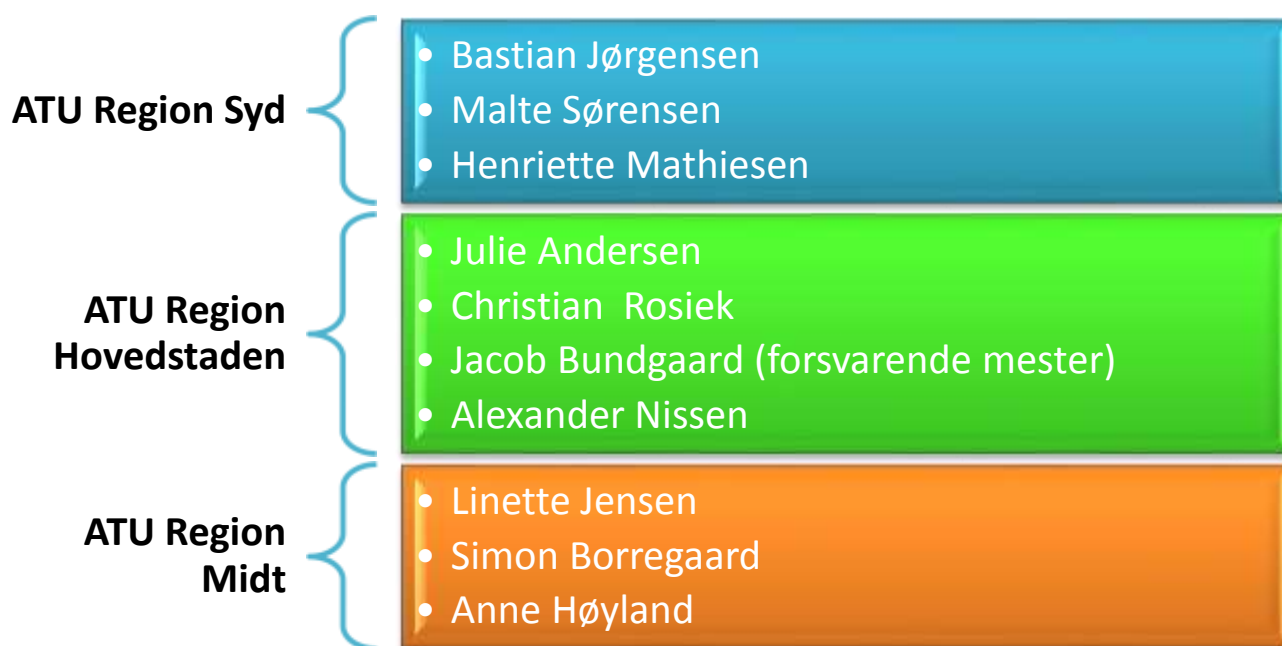 ATU Region Syd
• Bastian Jørgensen
• Malte Sørensen
• Henriette Mathiesen
ATU Region
Hovedstaden
• Julie Andersen
• Christian  Rosiek
• Jacob Bundgaard (forsvarende mester)
• Alexander Nissen
ATU Region
Midt
• Linette Jensen
• Simon Borregaard
• Anne Høyland